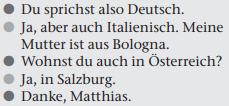 ● Du sprichst also Deutsch.
● Ja, aber auch Italienisch. Meine
Mutter ist aus Bologna.
● Wohnst du auch in Österreich?
● Ja, in Salzburg.
● Danke, Matthias.